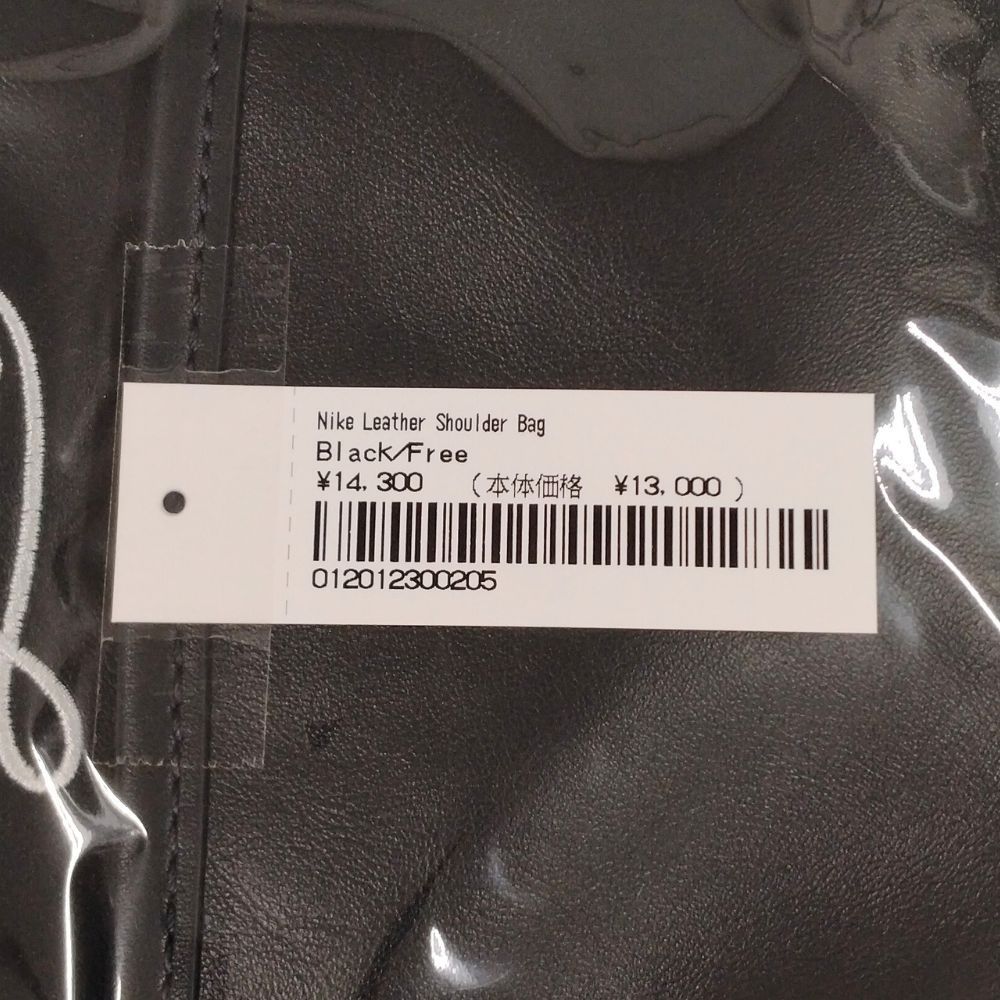 Nike Leather Shoulder Bag
Black/Free
¥14,300 (本体価格 ¥13,000)
012012300205